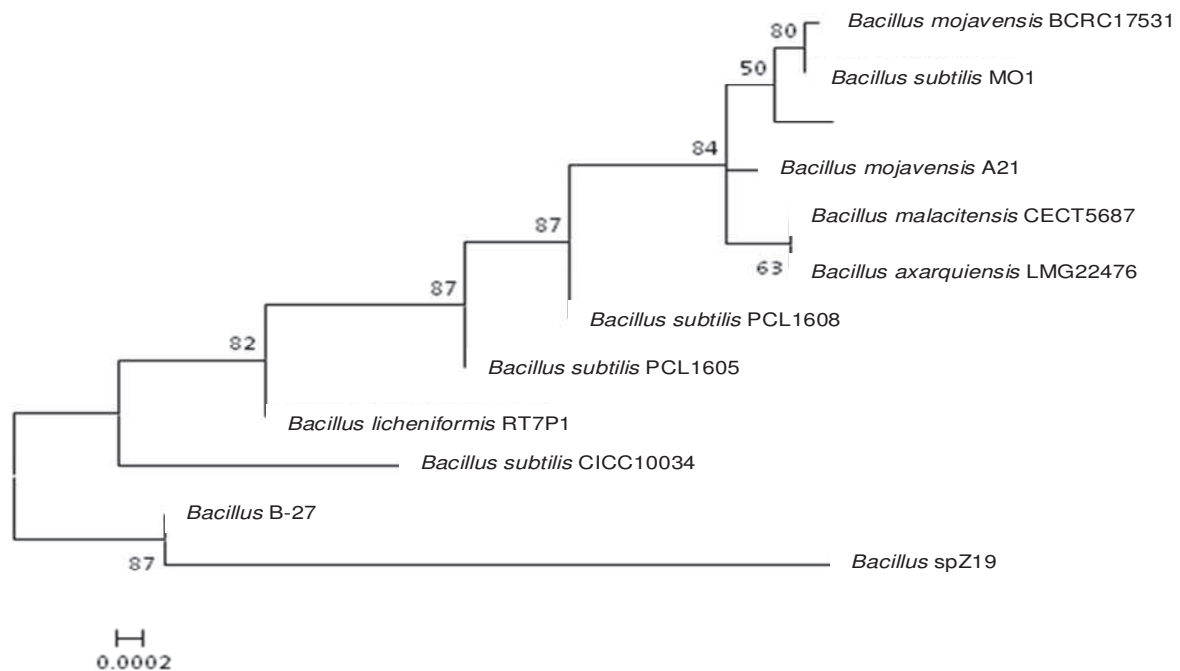 80
Bacillus mojavensis BCRC17531
50
Bacillus subtilis MO1
84
Bacillus mojavensis A21
Bacillus malacitensis CECT5687
87
63
Bacillus axarquiensis LMG22476
87
Bacillus subtilis PCL1608
82
Bacillus subtilis PCL1605
Bacillus licheniformis RT7P1
Bacillus subtilis CICC10034
Bacillus B-27
87
Bacillus spZ19
0.0002